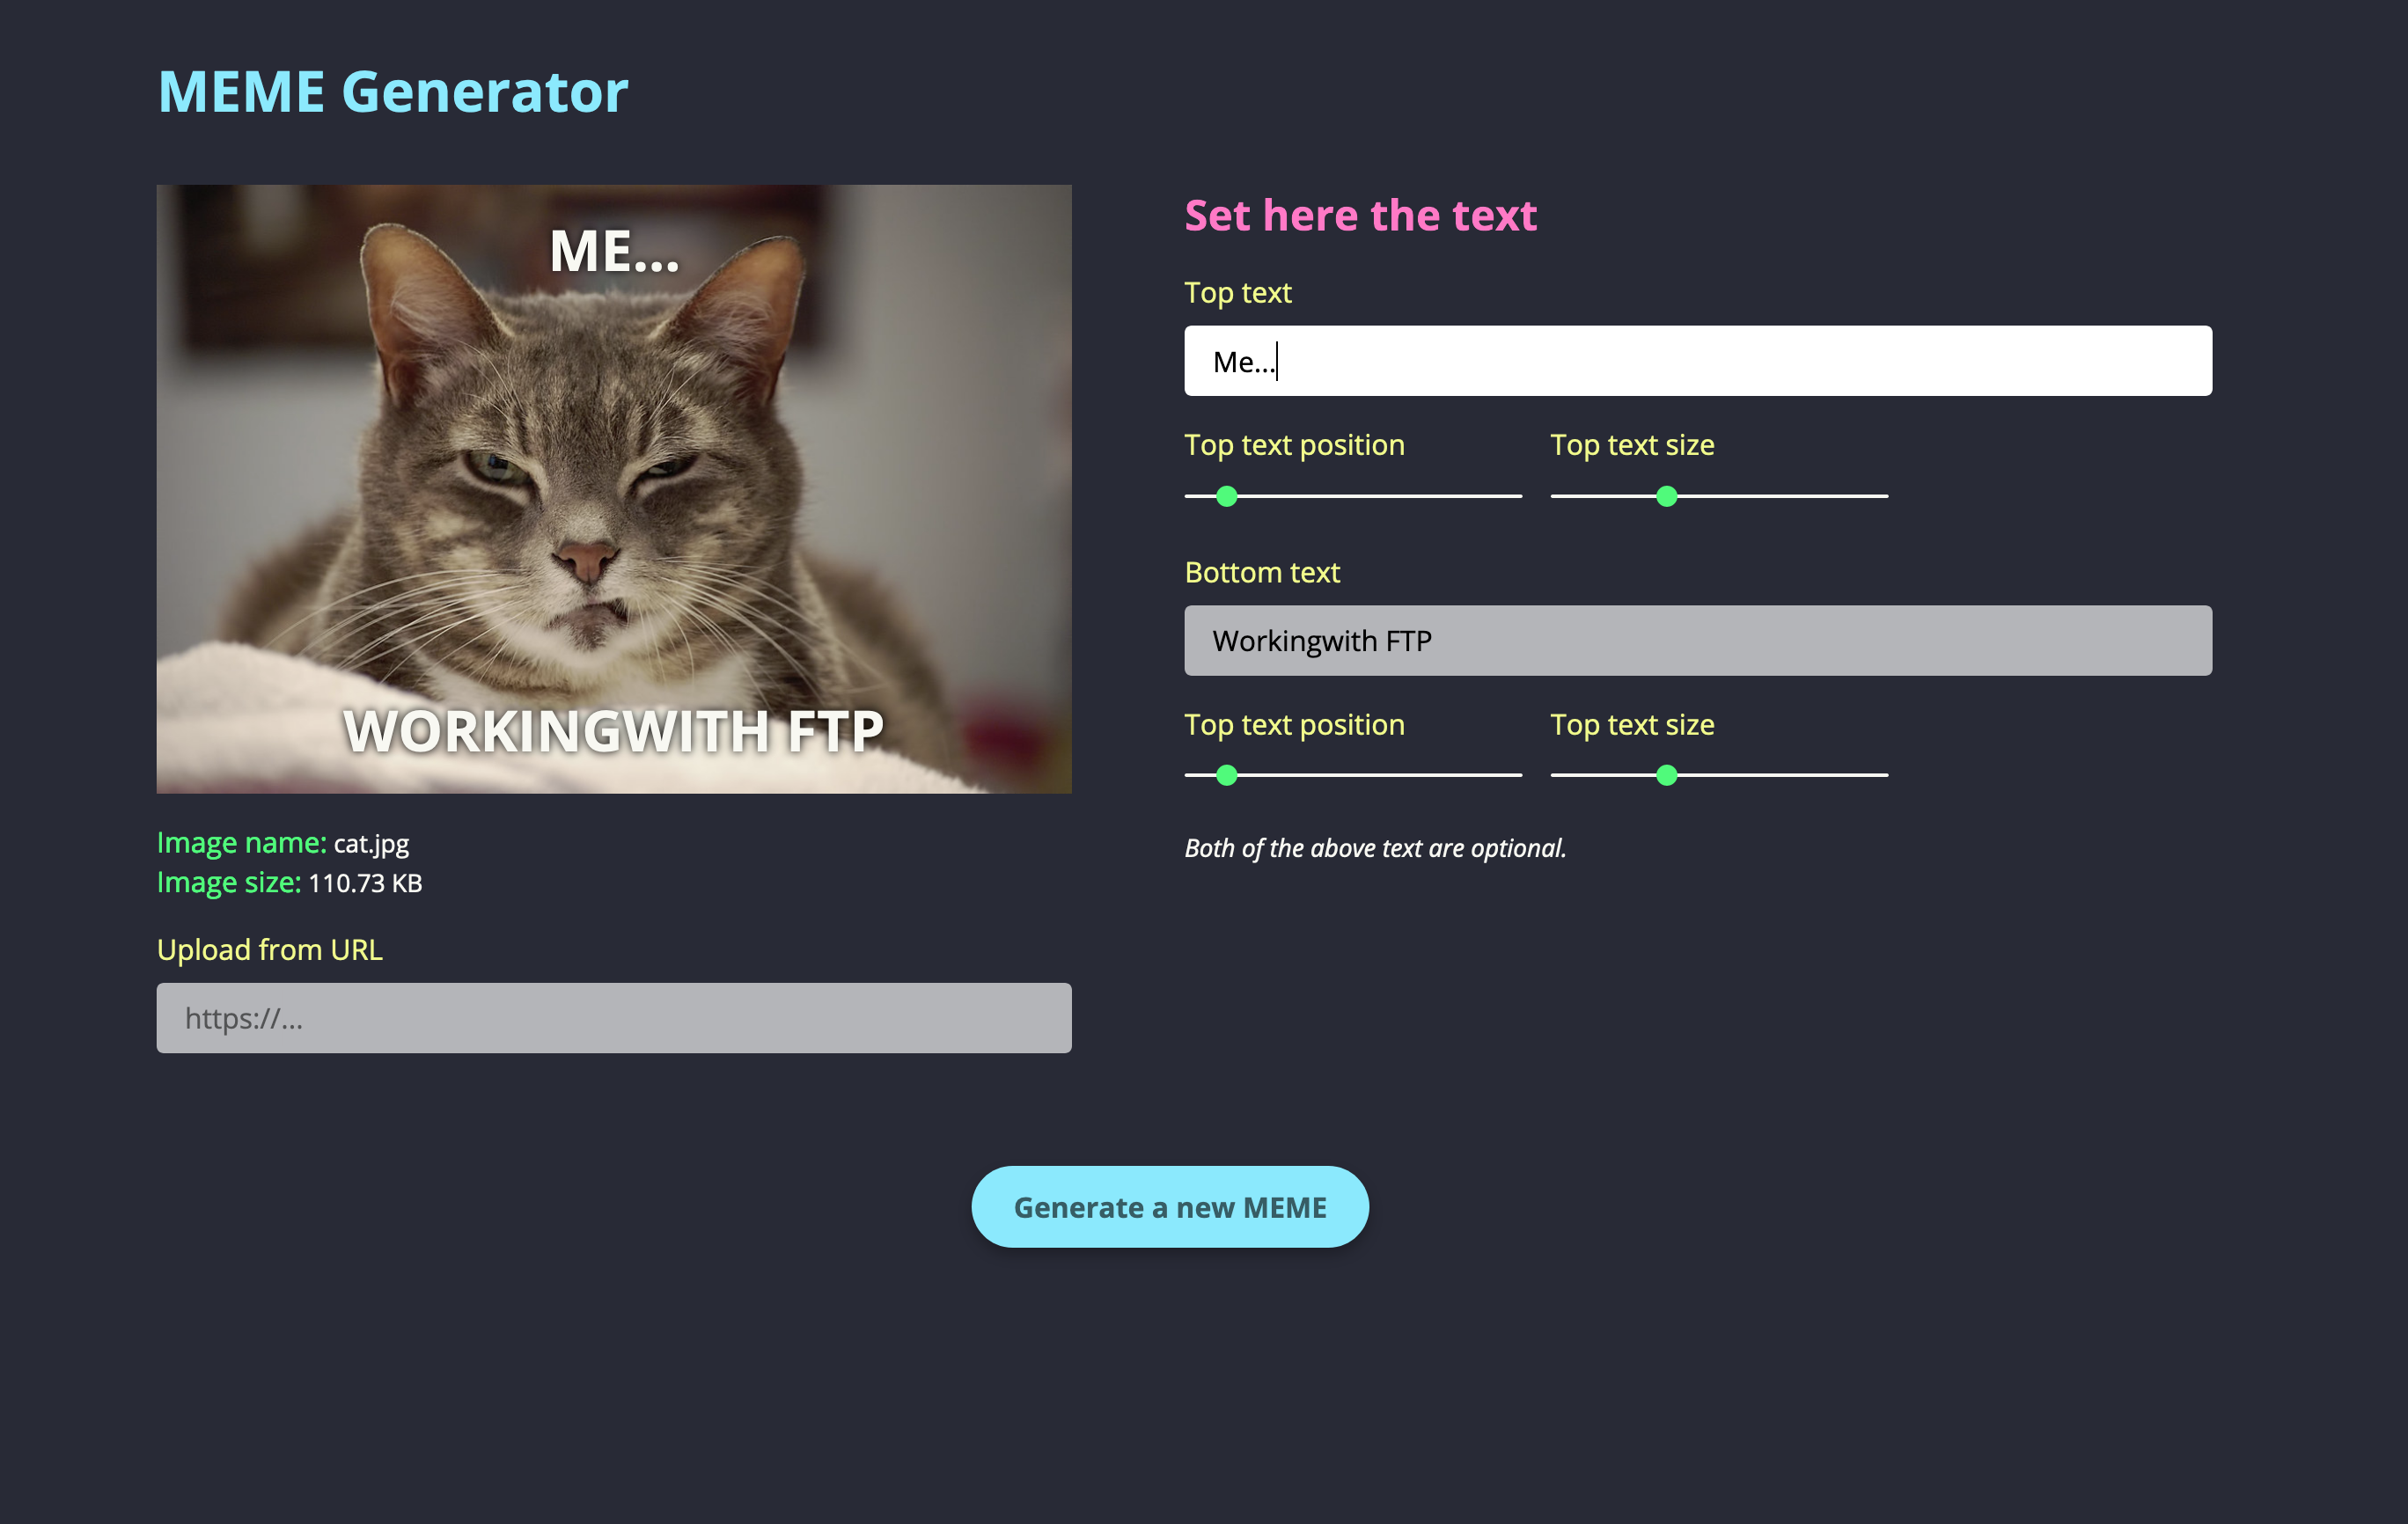 MEME Generator
ME...
WORKINGWITH FTP
Image name: cat.jpg
Image size: 110.73 KB
Upload from URL
https://...
Set here the text
Top text
Me...
Top text position Top text size
Bottom text
Workingwith FTP
Top text position Top text size
Both of the above text are optional.
Generate a new MEME